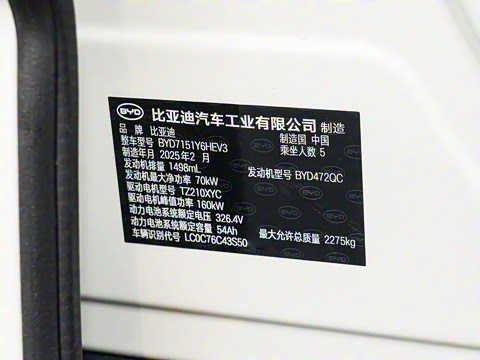 BYD 比亚迪汽车工业有限公司 制造
品 牌 比亚迪 制造国 中国
整车型号 BYD7151Y6HEV3 乘坐人数 5
制造年月 2025年2月
发动机排量 1498mL 发动机型号 BYD472QC
发动机最大净功率 70kW
驱动电机型号 TZ210XYC
驱动电机峰值功率 160kW
动力电池系统额定电压 326.4V
动力电池系统额定容量 54Ah
车辆识别代号 LC0C76C43S50 最大允许总质量 2275kg